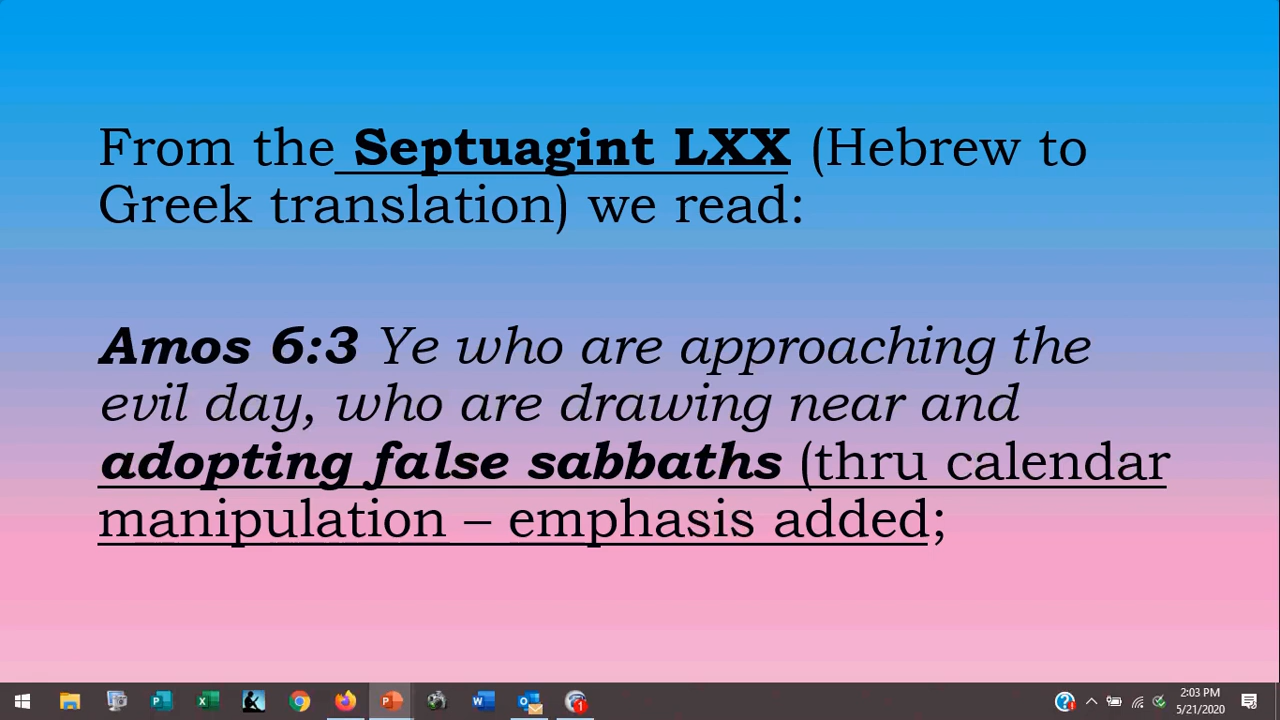 From the Septuagint LXX (Hebrew to
Greek translation) we read:
Amos 6:3 Ye who are approaching the
evil day, who are drawing near and
adopting false sabbaths (thru calendar
manipulation – emphasis added;
2:03 PM
5/21/2020